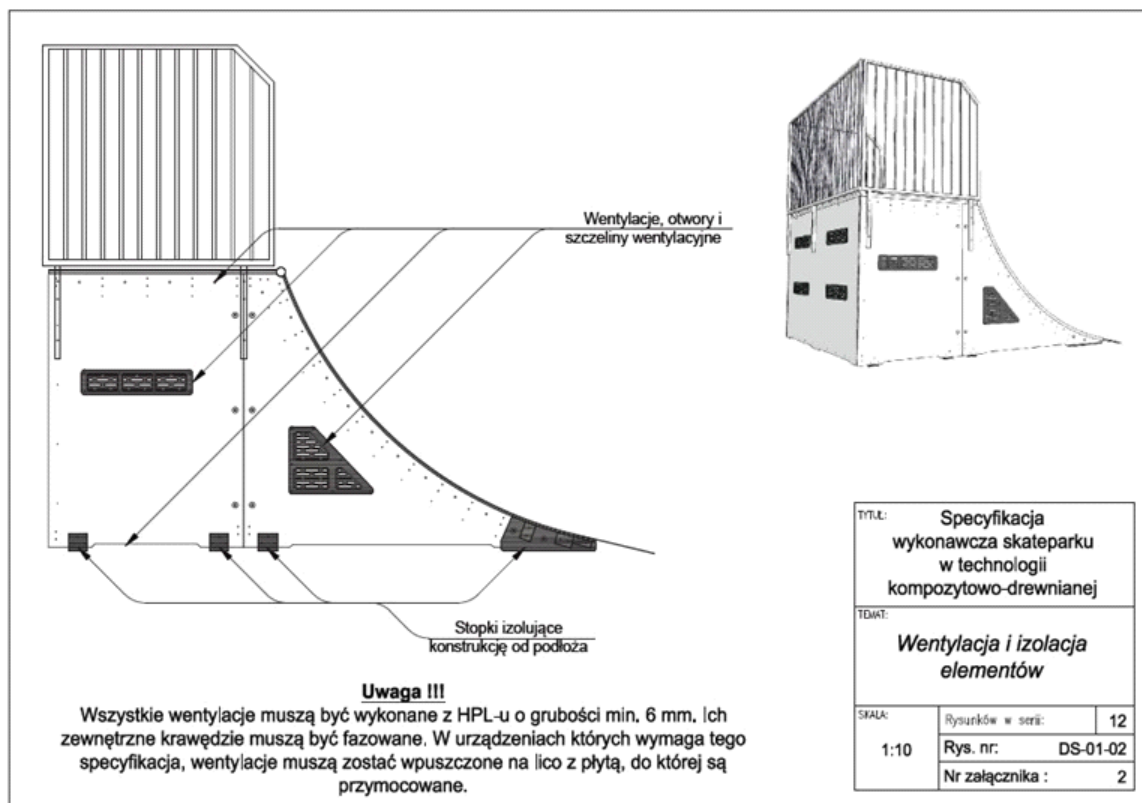 Wentylacje, otwory i
szczeliny wentylacyjne
Stopki izolujące
konstrukcję od podłoża
Uwaga !!!
Wszystkie wentylacje muszą być wykonane z HPL-u o grubości min. 6 mm. Ich
zewnętrzne krawędzie muszą być fazowane. W urządzeniach których wymaga tego
specyfikacja, wentylacje muszą zostać wpuszczone na lico z płytą, do której są
przymocowane.
TYTUŁ:
Specyfikacja
wykonawcza skateparku
w technologii
kompozytowo-drewnianej
TEMAT:
Wentylacja i izolacja
elementów
SKALA:
1:10
Rysunków w serii: 12
Rys. nr: DS-01-02
Nr załącznika : 2